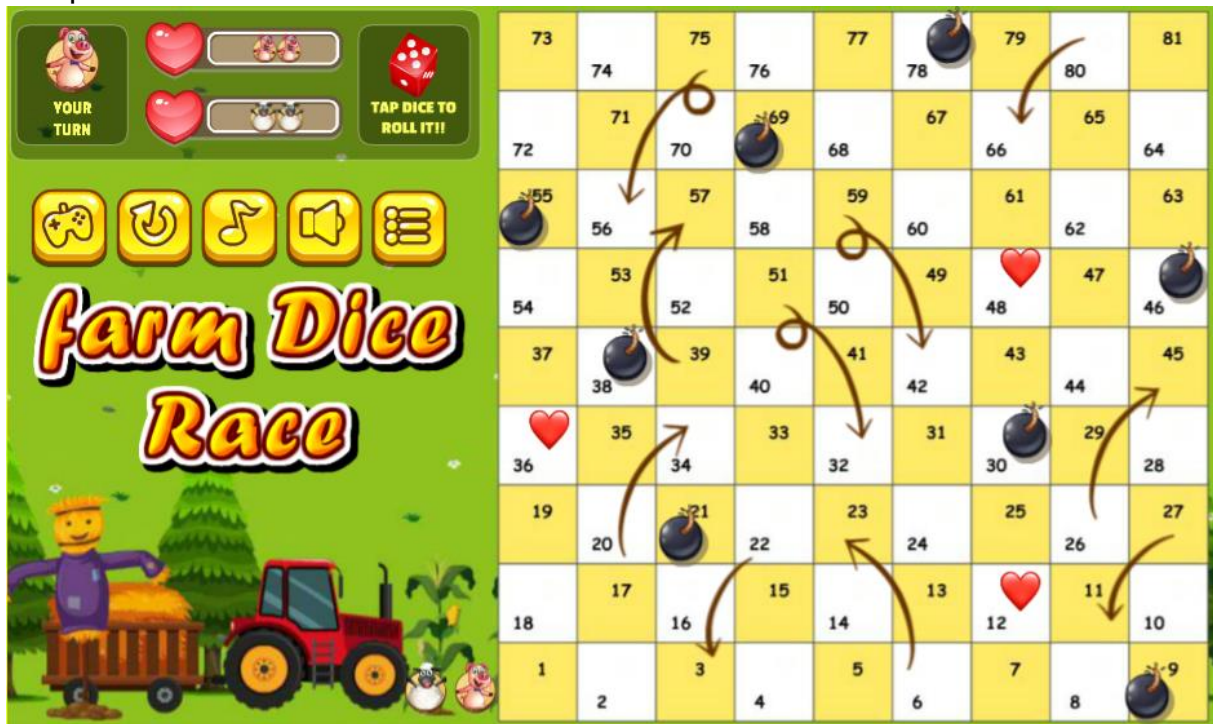 YOUR
TURN
TAP DICE TO
ROLL IT!!
farm Dice
Race
73 74 75 76 77 78 79 80 81
72 71 70 69 68 67 66 65 64
55 56 57 58 59 60 61 62 63
54 53 52 51 50 49 48 47 46
37 38 39 40 41 42 43 44 45
36 35 34 33 32 31 30 29 28
19 20 21 22 23 24 25 26 27
18 17 16 15 14 13 12 11 10
1 2 3 4 5 6 7 8 9